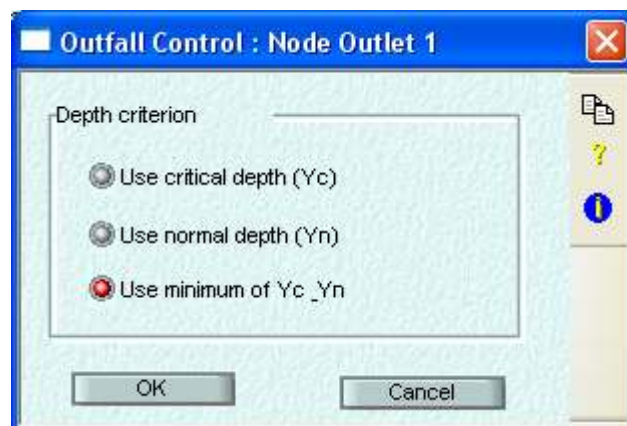 Outfall Control : Node Outlet 1
Depth criterion
Use critical depth (Yc)
Use normal depth (Yn)
Use minimum of Yc _Yn
OK
Cancel